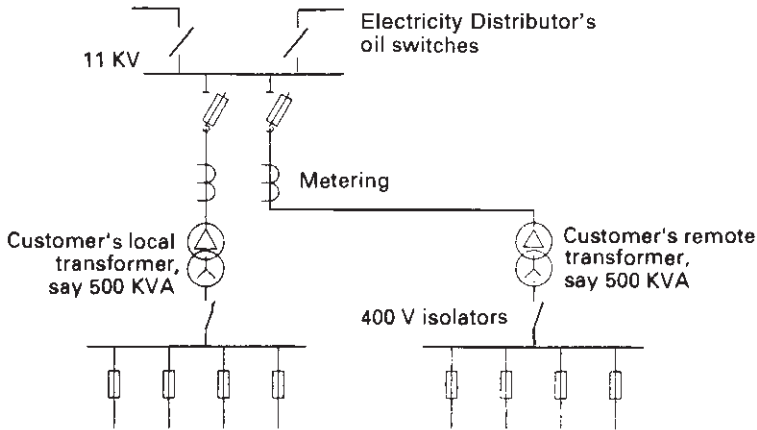 Electricity Distributor's
oil switches
11 KV
Metering
Customer's local
transformer,
say 500 KVA
Customer's remote
transformer,
say 500 KVA
400 V isolators